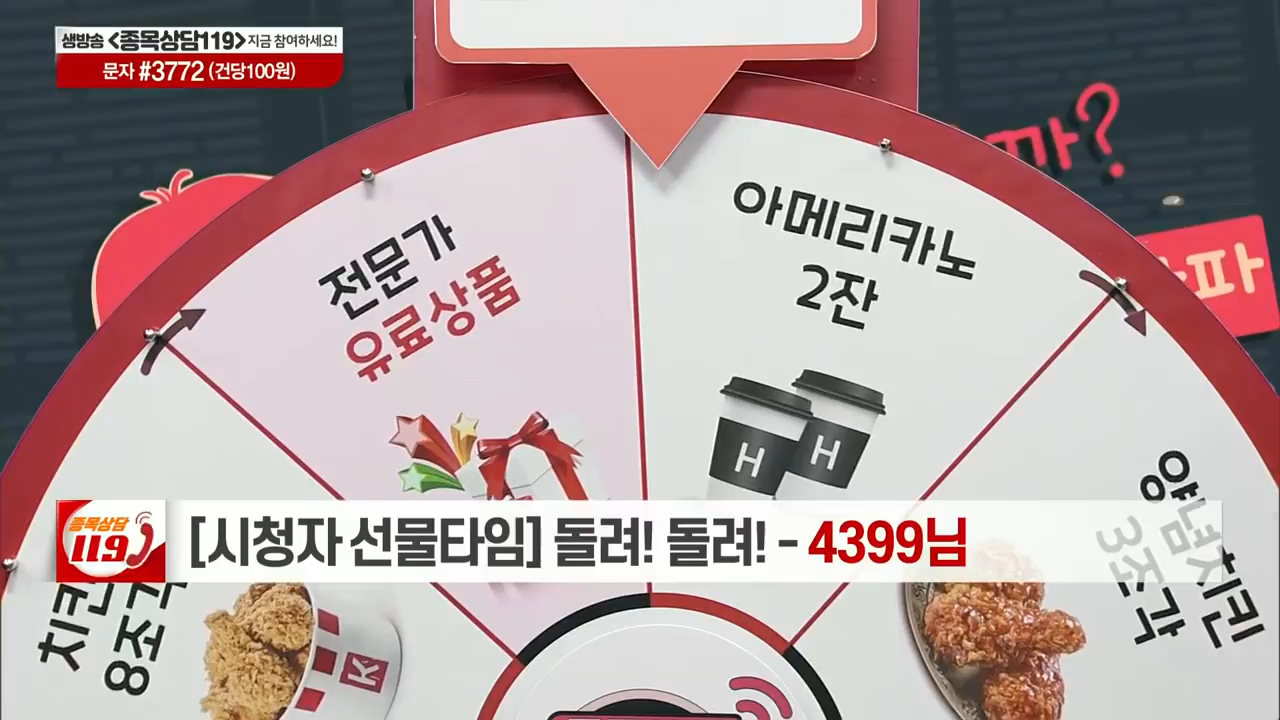 생방송 <종목상담119> 지금 참여하세요!
문자 #3772 (건당100원)
까?
파
전문가
유료상품
아메리카노
2잔
H H
양념치킨
3조각
치킨
8조각
K
종목상담
119
[시청자 선물타임] 돌려! 돌려! - 4399님